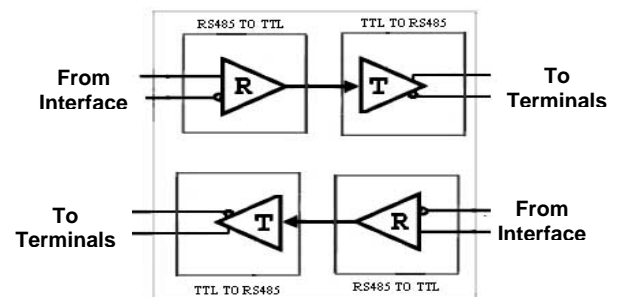 RS485 TO TTL
TTL TO RS485
From
Interface
R
T
To
Terminals
To
Terminals
T
R
From
Interface
TTL TO RS485
RS485 TO TTL